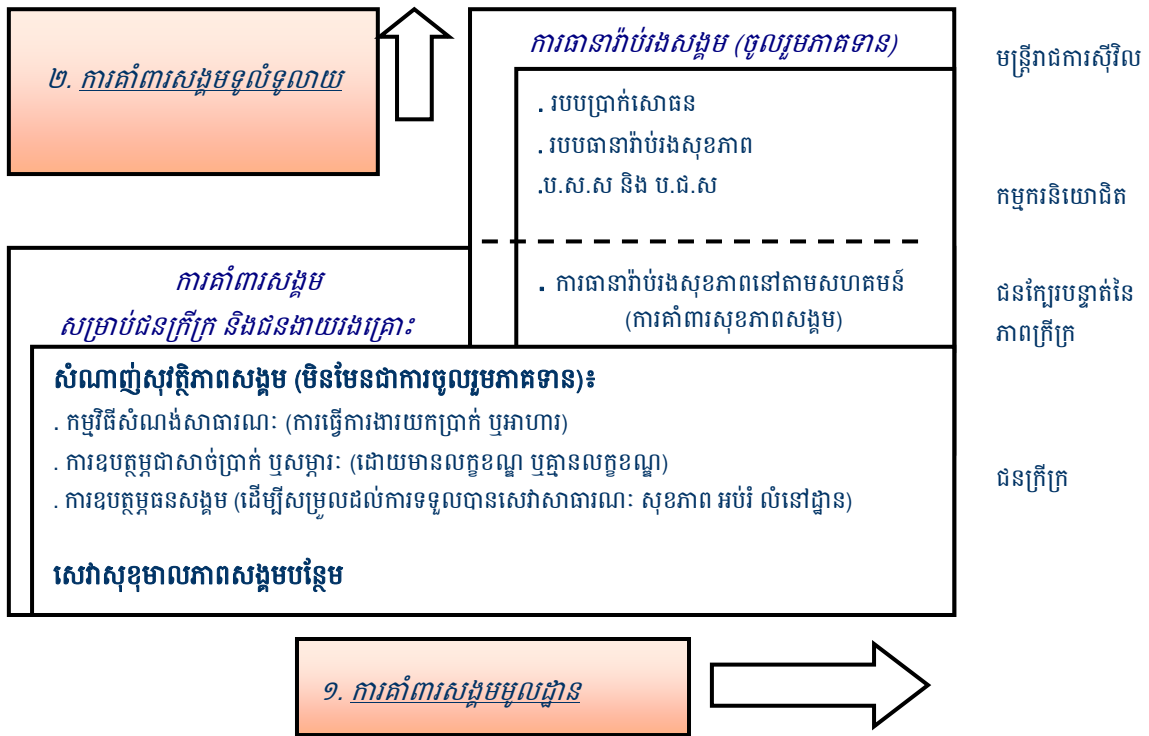 ២. ការគាំពារសង្គមទូលំទូលាយ
ការធានារ៉ាប់រងសង្គម (ចូលរួមភាគទាន)
. របបប្រាក់សោធន
. របបធានារ៉ាប់រងសុខភាព
.ប.ស.ស និង ប.ជ.ស
. ការធានារ៉ាប់រងសុខភាពនៅតាមសហគមន៍
(ការគាំពារសុខភាពសង្គម)
មន្ត្រីរាជការស៊ីវិល
កម្មករនិយោជិត
ជនក្បែរបន្ទាត់នៃ
ភាពក្រីក្រ
ជនក្រីក្រ
ការគាំពារសង្គម
សម្រាប់ជនក្រីក្រ និងជនងាយរងគ្រោះ
សំណាញ់សុវត្ថិភាពសង្គម (មិនមែនជាការចូលរួមភាគទាន)៖
. កម្មវិធីសំណង់សាធារណៈ (ការធ្វើការងារយកប្រាក់ ឬអាហារ)
. ការឧបត្ថម្ភជាសាច់ប្រាក់ ឬសម្ភារៈ (ដោយមានលក្ខខណ្ឌ ឬគ្មានលក្ខខណ្ឌ)
. ការឧបត្ថម្ភធនសង្គម (ដើម្បីសម្រួលដល់ការទទួលបានសេវាសាធារណៈ សុខភាព អប់រំ លំនៅដ្ឋាន)
សេវាសុខុមាលភាពសង្គមបន្ថែម
១. ការគាំពារសង្គមមូលដ្ឋាន